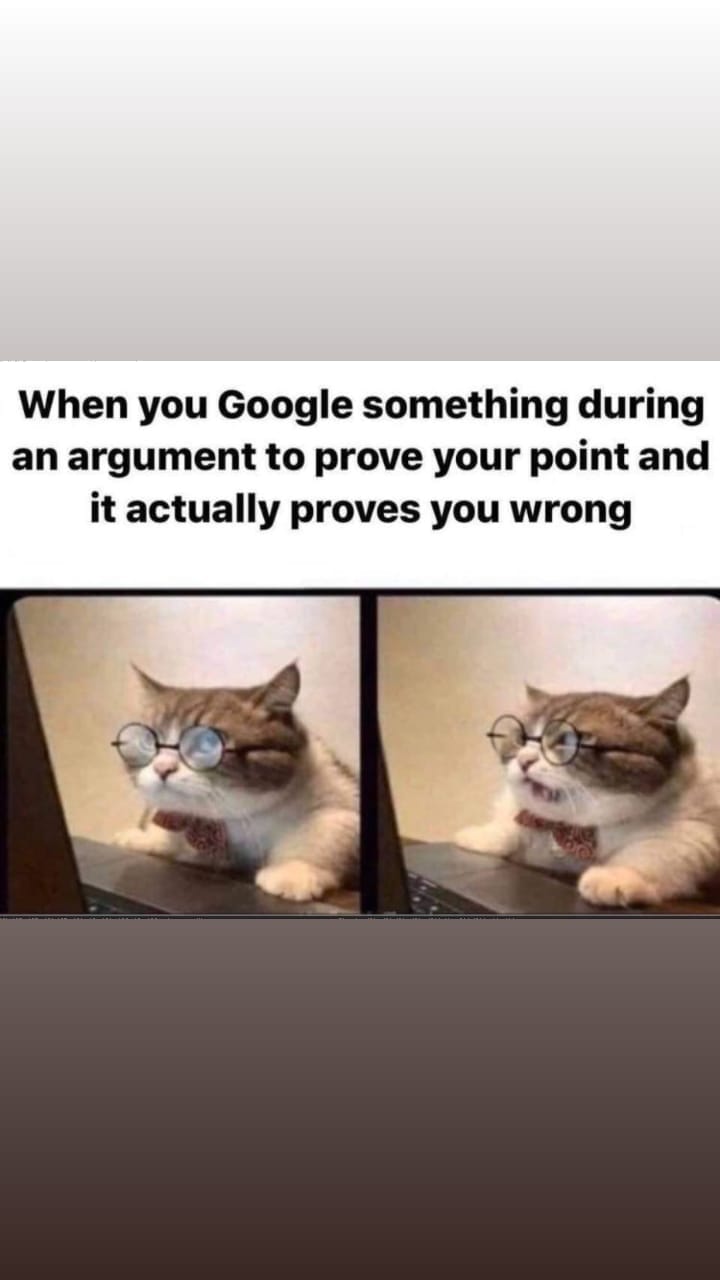 When you Google something during
an argument to prove your point and
it actually proves you wrong